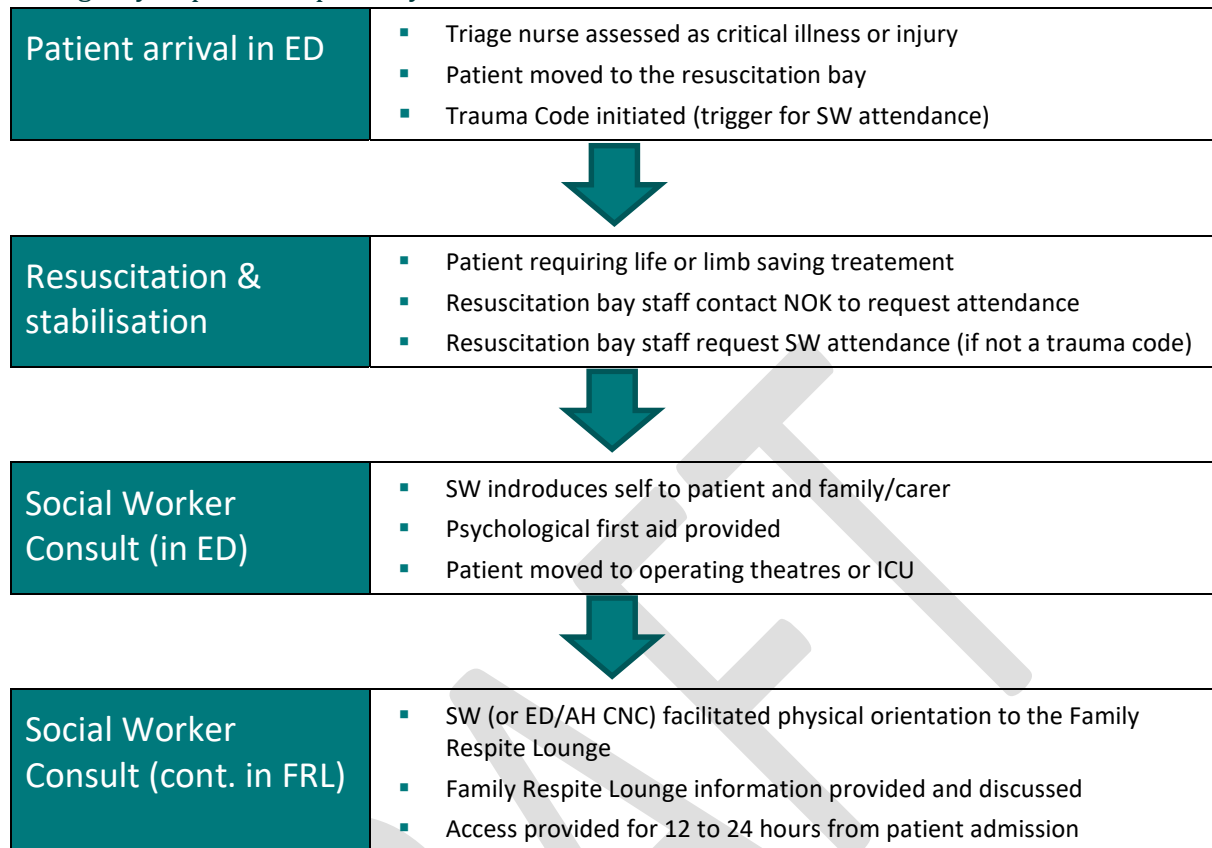 Patient arrival in ED
▪ Triage nurse assessed as critical illness or injury
▪ Patient moved to the resuscitation bay
▪ Trauma Code initiated (trigger for SW attendance)
Resuscitation &
stabilisation
▪ Patient requiring life or limb saving treatement
▪ Resuscitation bay staff contact NOK to request attendance
▪ Resuscitation bay staff request SW attendance (if not a trauma code)
Social Worker
Consult (in ED)
▪ SW indroduces self to patient and family/carer
▪ Psychological first aid provided
▪ Patient moved to operating theatres or ICU
Social Worker
Consult (cont. in FRL)
▪ SW (or ED/AH CNC) facilitated physical orientation to the Family
Respite Lounge
▪ Family Respite Lounge information provided and discussed
▪ Access provided for 12 to 24 hours from patient admission